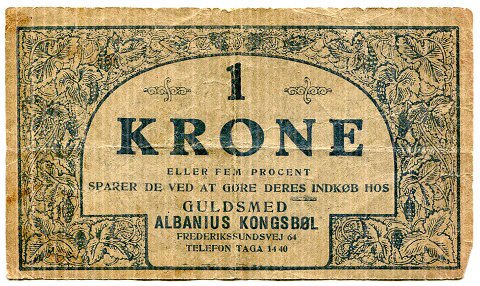 1
KRONE
ELLER FEM PROCENT
SPARER DE VED AT GØRE DERES INDKØB HOS
GULDSMED
ALBANIUS KONGSBØL
FREDERIKSSUNDSVEJ 64
TELEFON TAGA 1440